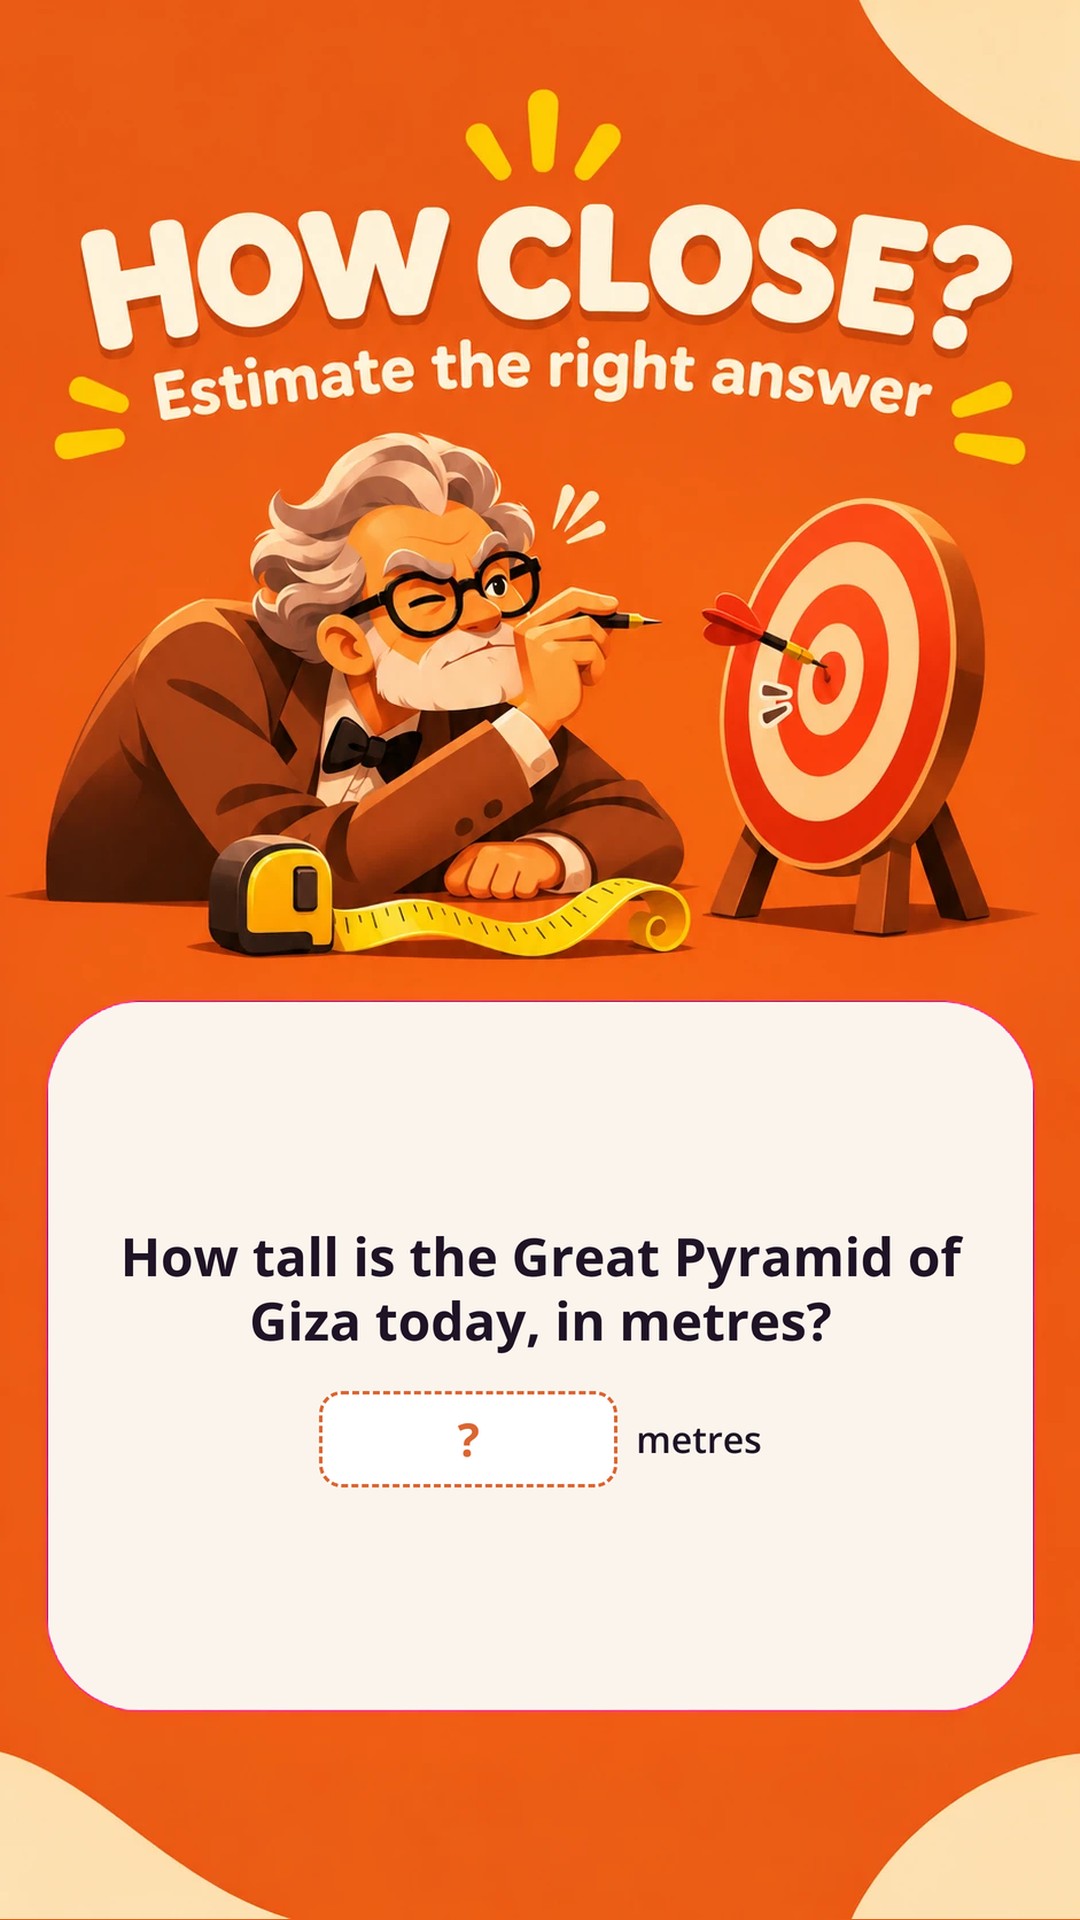 HOW CLOSE?
Estimate the right answer
How tall is the Great Pyramid of
Giza today, in metres?
? metres